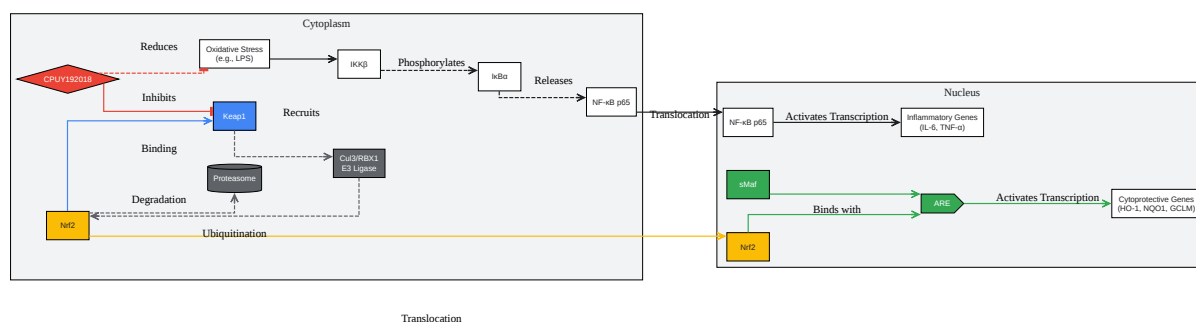 Cytoplasm
Reduces
Oxidative Stress
(e.g., LPS)
IKKβ
Phosphorylates
IκBα
Releases
NF-κB p65
CPUY192018
Inhibits
Keap1
Recruits
Binding
Cul3/RBX1
E3 Ligase
Proteasome
Degradation
Nrf2
Ubiquitination
Translocation
Translocation
Nucleus
NF-κB p65
Activates Transcription
Inflammatory Genes
(IL-6, TNF-α)
sMaf
ARE
Activates Transcription
Cytoprotective Genes
(HO-1, NQO1, GCLM)
Binds with
Nrf2